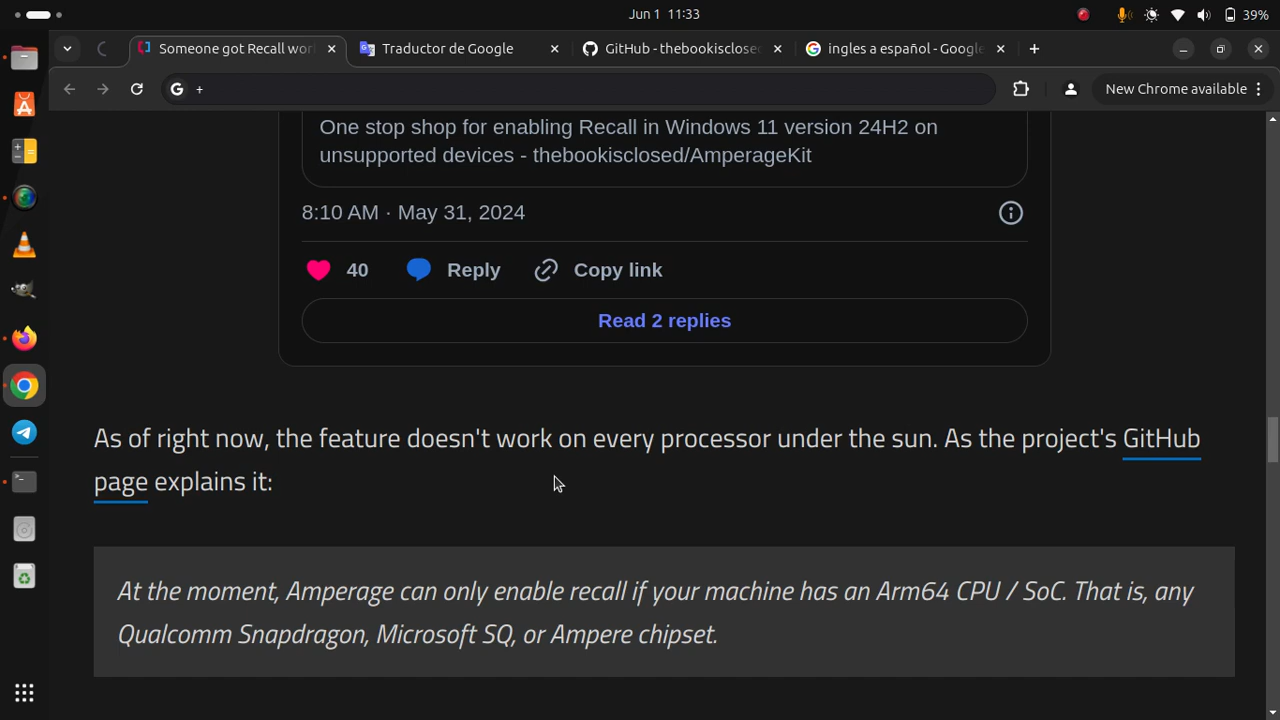 Jun 1 11:33
39%
Someone got Recall wor
Traductor de Google
GitHub - thebookisclosed
ingles a español - Google
+
New Chrome available
One stop shop for enabling Recall in Windows 11 version 24H2 on
unsupported devices - thebookisclosed/AmperageKit
8:10 AM · May 31, 2024
40
Reply
Copy link
Read 2 replies
As of right now, the feature doesn't work on every processor under the sun. As the project's GitHub
page explains it:
At the moment, Amperage can only enable recall if your machine has an Arm64 CPU / SoC. That is, any
Qualcomm Snapdragon, Microsoft SQ, or Ampere chipset.